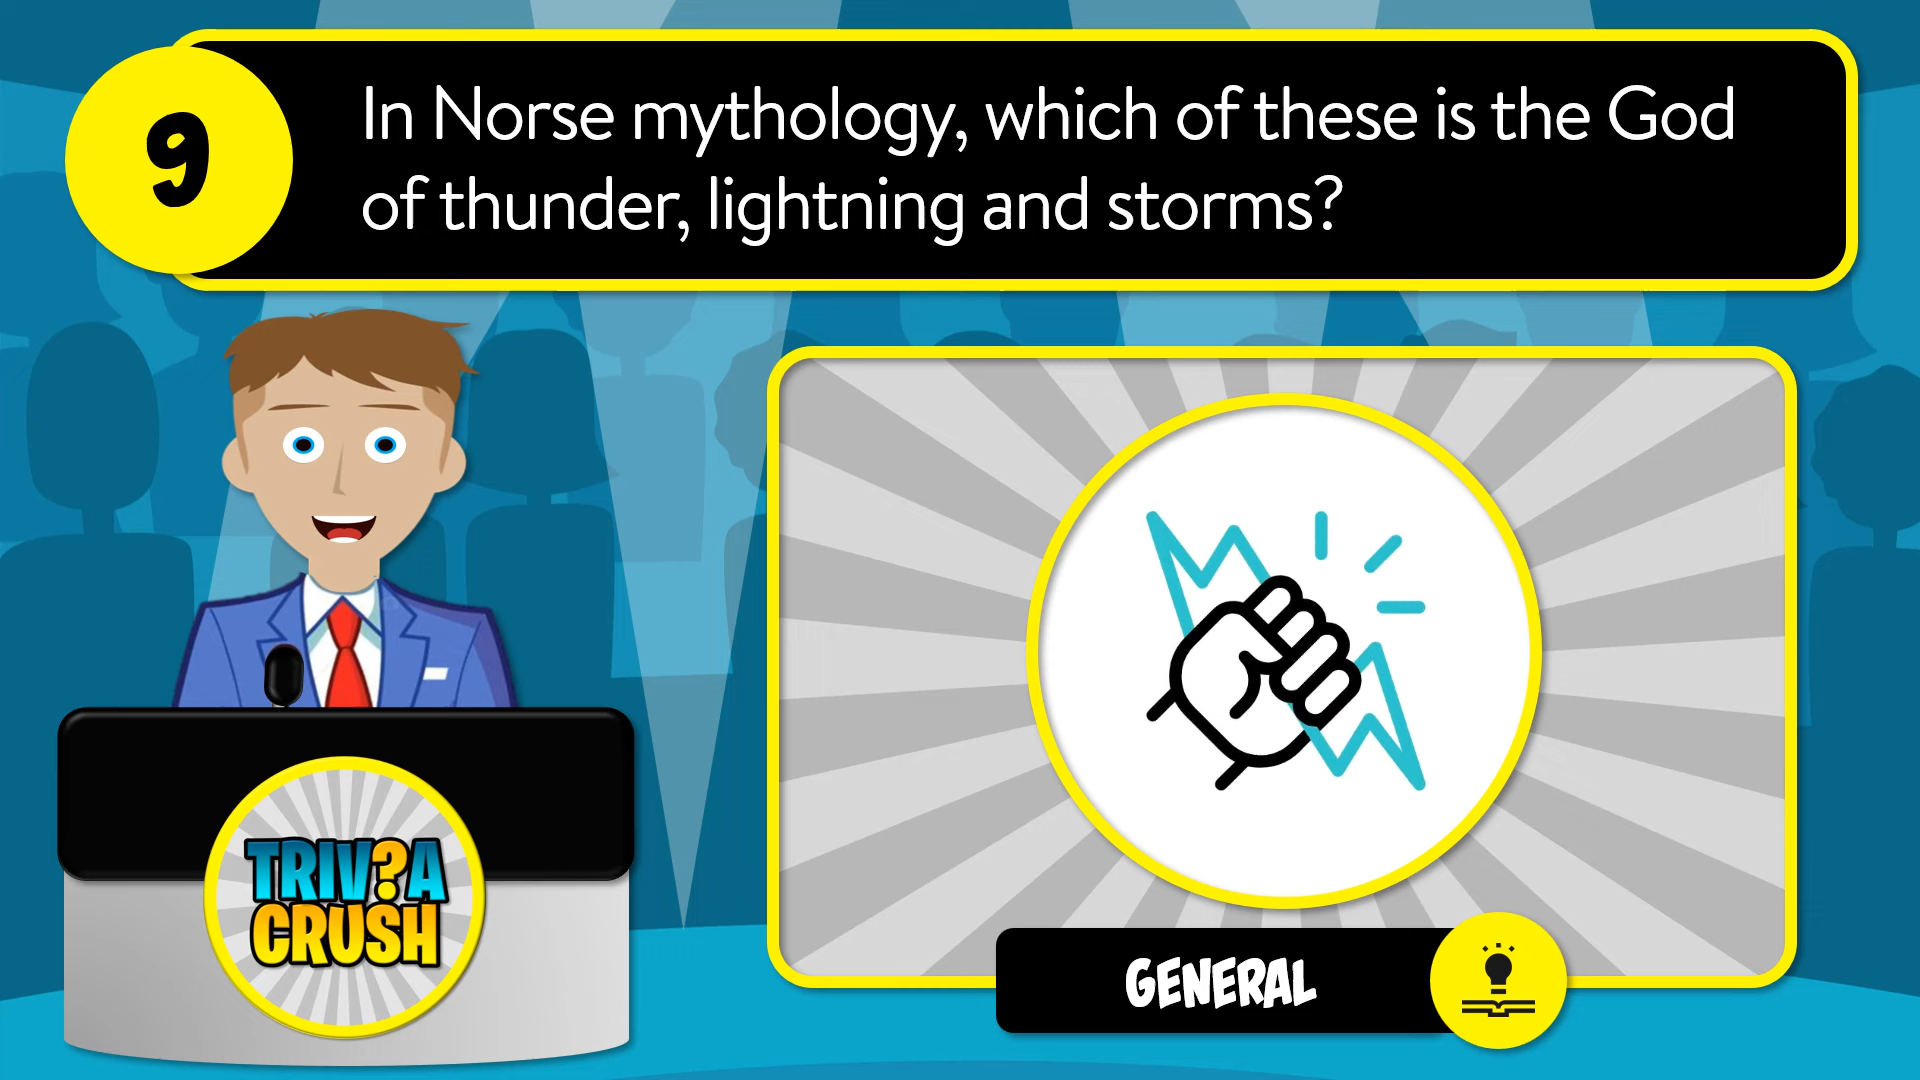 9
In Norse mythology, which of these is the God
of thunder, lightning and storms?
TRIV?A
CRUSH
GENERAL